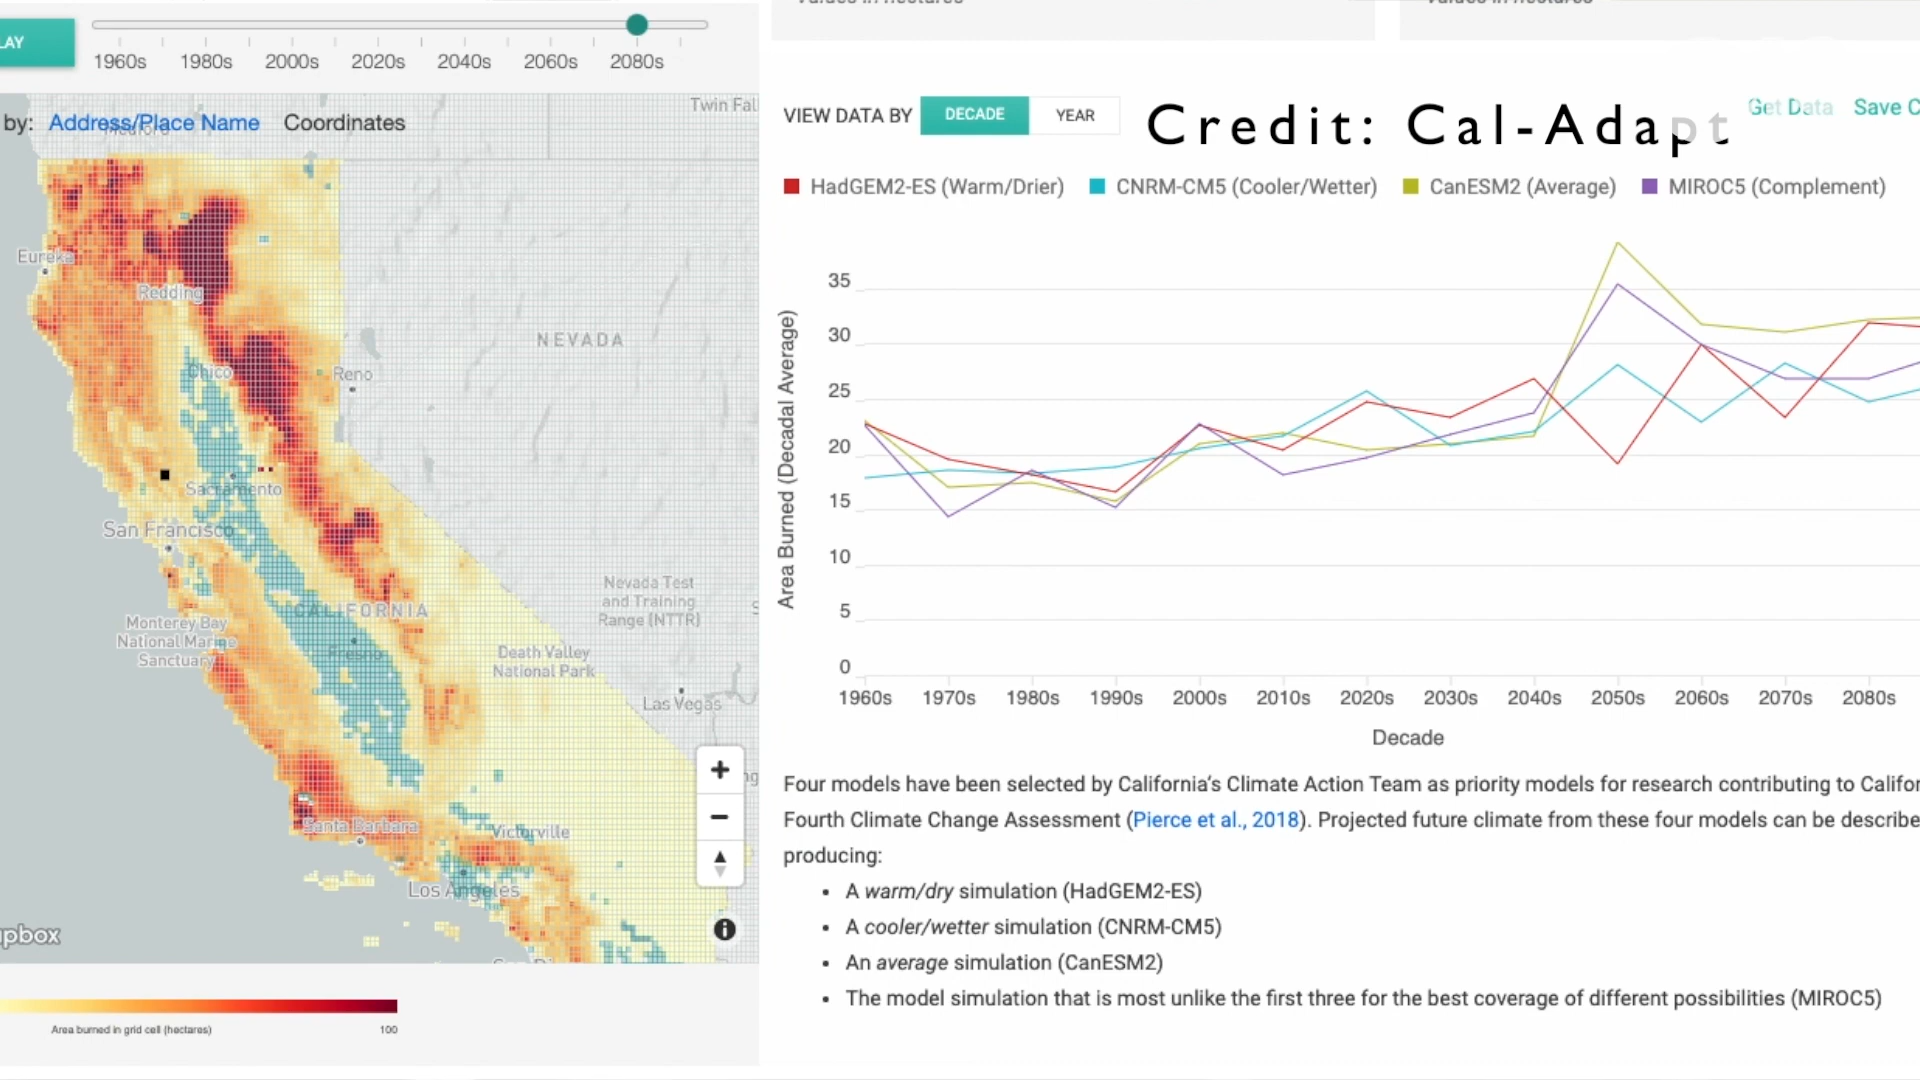 LAY
1960s 1980s 2000s 2020s 2040s 2060s 2080s
by: Address/Place Name Coordinates
Medford
Twin Fal
Eureka
Redding
NEVADA
Chico
Reno
Sacramento
San Francisco
CALIFORNIA
Nevada Test
and Training
Range (NTTR)
Monterey Bay
National Marine
Sanctuary
Fresno
Death Valley
National Park
Las Vegas
Santa Barbara
Victorville
Los Angeles
pbox
Area burned in grid cell (hectares) 100
Values in hectares
Values in hectares
VIEW DATA BY DECADE YEAR
Credit: Cal-Adapt
Get Data Save C
HadGEM2-ES (Warm/Drier) CNRM-CM5 (Cooler/Wetter) CanESM2 (Average) MIROC5 (Complement)
Area Burned (Decadal Average)
35
30
25
20
15
10
5
0
1960s 1970s 1980s 1990s 2000s 2010s 2020s 2030s 2040s 2050s 2060s 2070s 2080s
Decade
Four models have been selected by California's Climate Action Team as priority models for research contributing to Califor
Fourth Climate Change Assessment (Pierce et al., 2018). Projected future climate from these four models can be describe
producing:
• A warm/dry simulation (HadGEM2-ES)
• A cooler/wetter simulation (CNRM-CM5)
• An average simulation (CanESM2)
• The model simulation that is most unlike the first three for the best coverage of different possibilities (MIROC5)